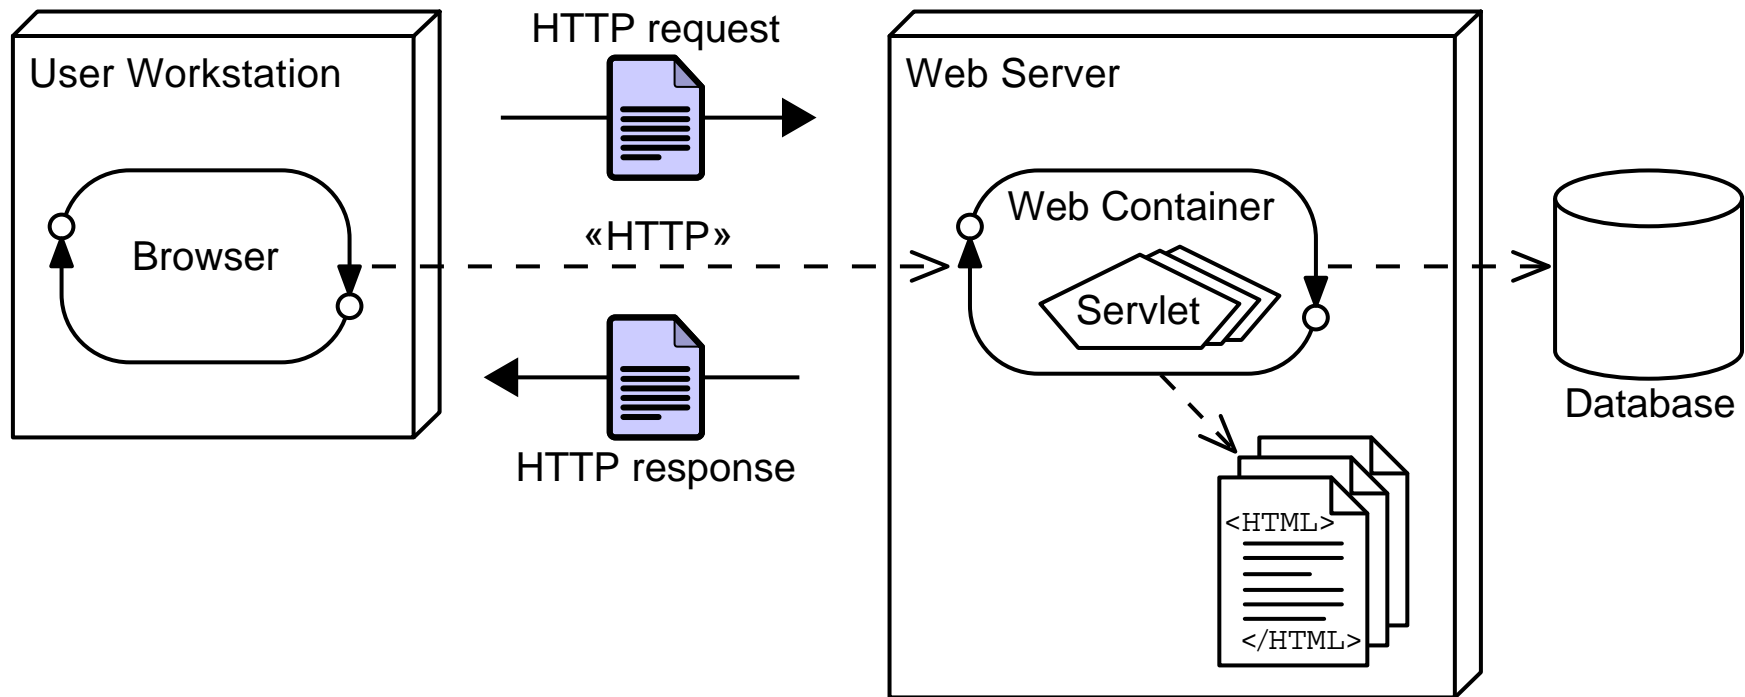 HTTP request
User Workstation
Web Server
Web Container
«HTTP»
Browser
Servlet
Database
HTTP response
<HTML>
</HTML>